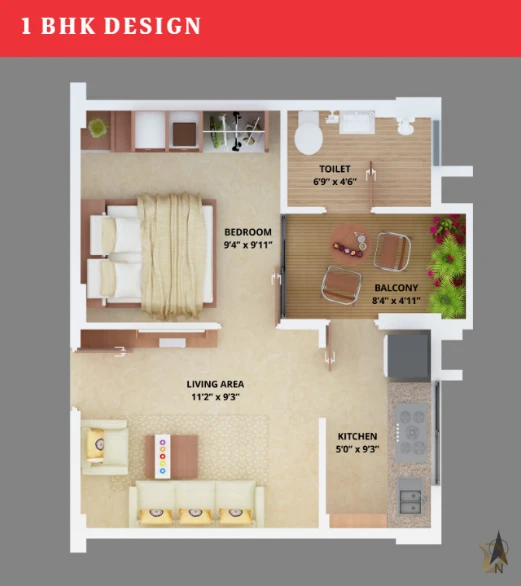 1 BHK DESIGN
TOILET
6'9" x 4'6"
BEDROOM
9'4" x 9'11"
BALCONY
8'4" x 4'11"
LIVING AREA
11'2" x 9'3"
KITCHEN
5'0" x 9'3"
N